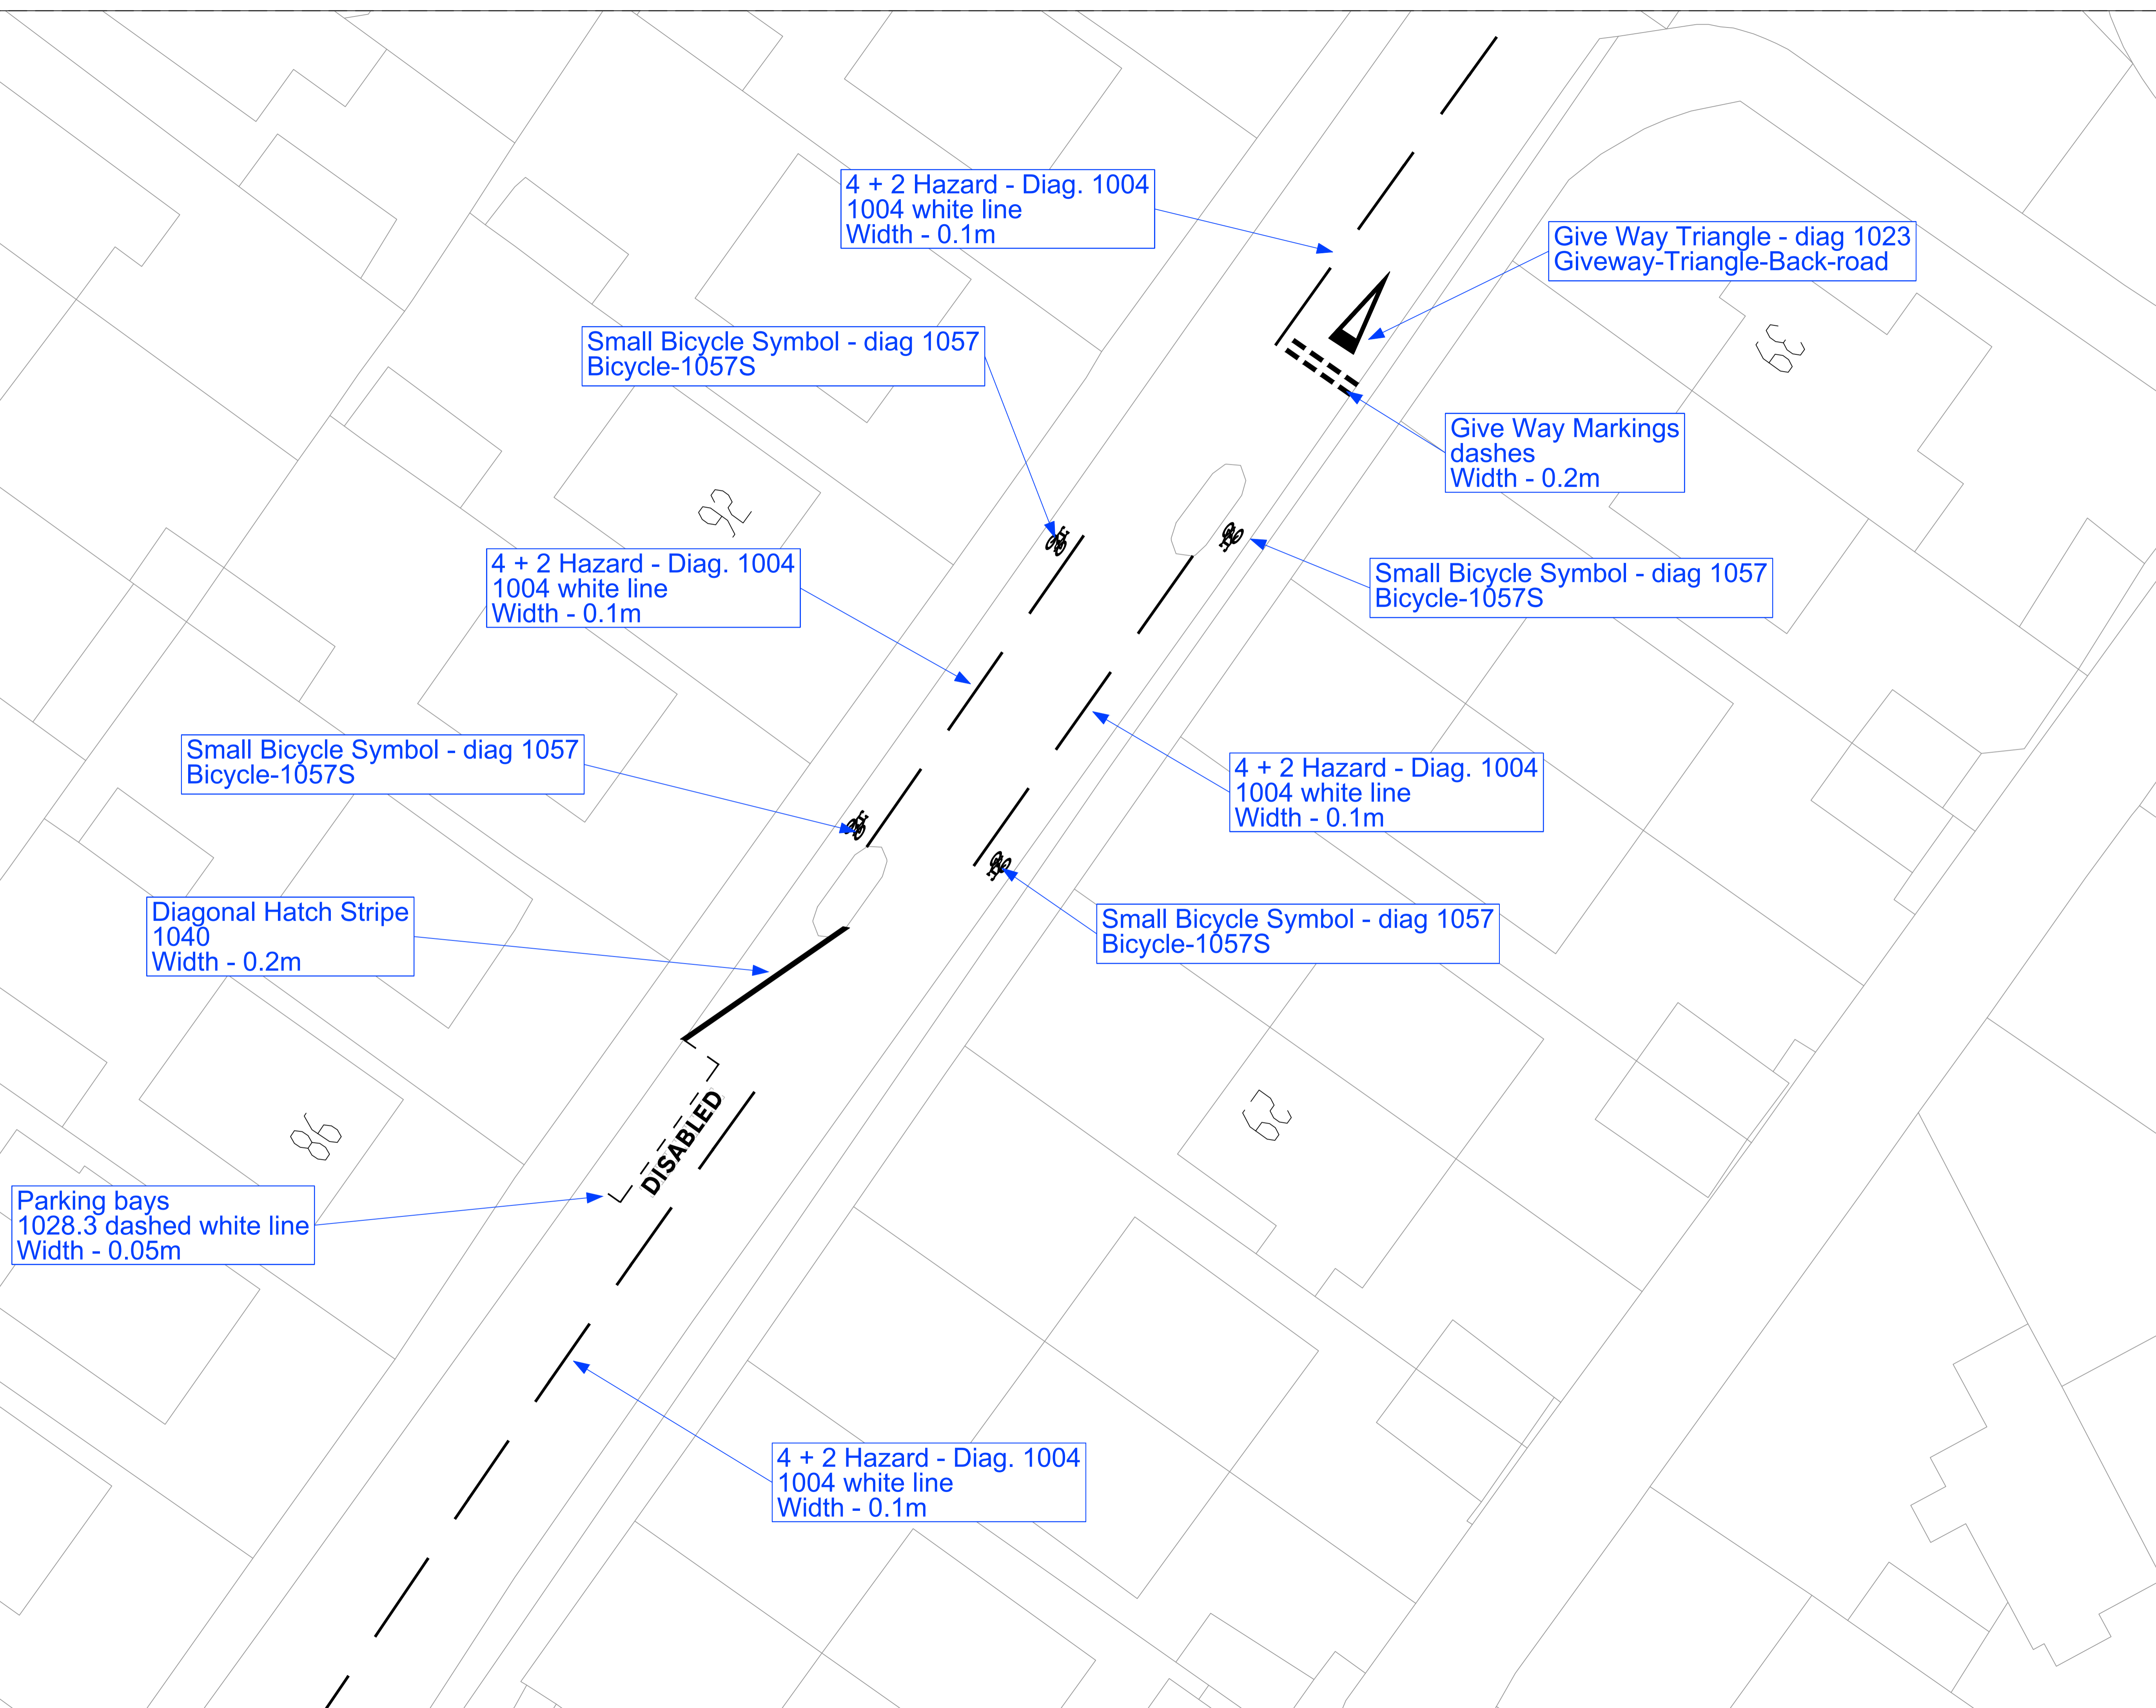 4 + 2 Hazard - Diag. 1004
1004 white line
Width - 0.1m
Give Way Triangle - diag 1023
Giveway-Triangle-Back-road
Small Bicycle Symbol - diag 1057
Bicycle-1057S
39
Give Way Markings
dashes
Width - 0.2m
92
4 + 2 Hazard - Diag. 1004
1004 white line
Width - 0.1m
Small Bicycle Symbol - diag 1057
Bicycle-1057S
Small Bicycle Symbol - diag 1057
Bicycle-1057S
4 + 2 Hazard - Diag. 1004
1004 white line
Width - 0.1m
Diagonal Hatch Stripe
1040
Width - 0.2m
Small Bicycle Symbol - diag 1057
Bicycle-1057S
DISABLED
98
29
Parking bays
1028.3 dashed white line
Width - 0.05m
4 + 2 Hazard - Diag. 1004
1004 white line
Width - 0.1m